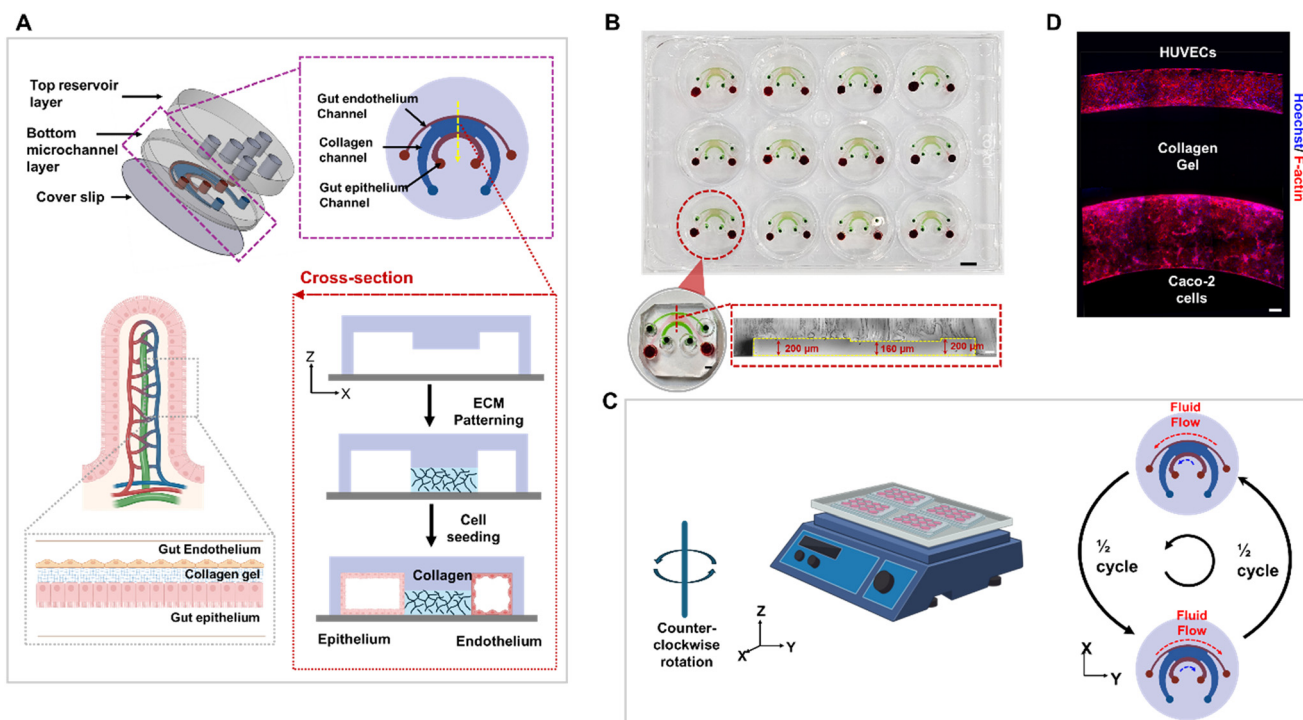 A
Top reservoir
layer
Bottom
microchannel
layer
Cover slip
Gut endothelium
Channel
Collagen
channel
Gut epithelium
Channel
Cross-section
Z
X
ECM
Patterning
Cell
seeding
Collagen
Epithelium
Endothelium
Gut Endothelium
Collagen gel
Gut epithelium
B
200 µm
160 µm
200 µm
C
Counter-
clockwise
rotation
Z
X
Y
Fluid
Flow
½
cycle
½
cycle
Fluid
Flow
X
Y
D
HUVECs
Collagen
Gel
Caco-2
cells
Hoechst/ F-actin